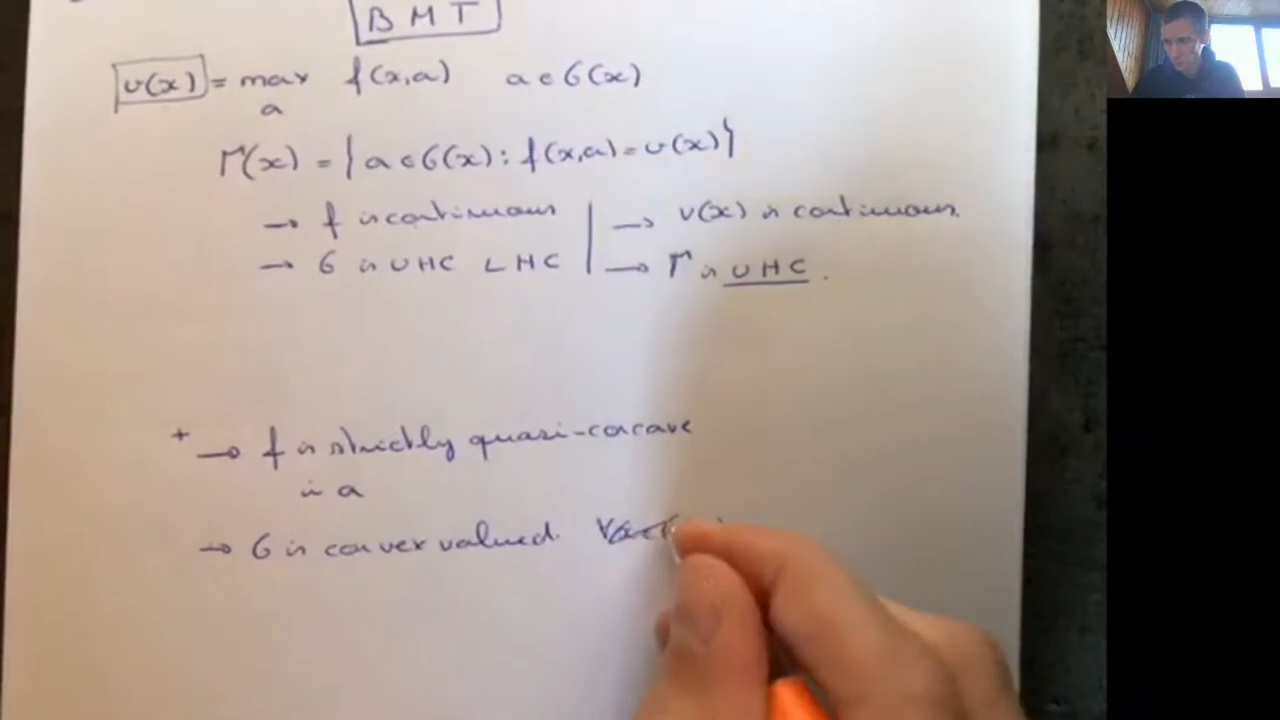 BMT
v(x) = max f(x,a) a ∈ G(x)
a
Γ(x) = { a ∈ G(x) : f(x,a) = v(x) }
→ f is continuous | → v(x) is continuous.
→ G is UHC LHC | → Γ is UHC.
+ → f is strictly quasi-concave
in a
→ G is convex valued.